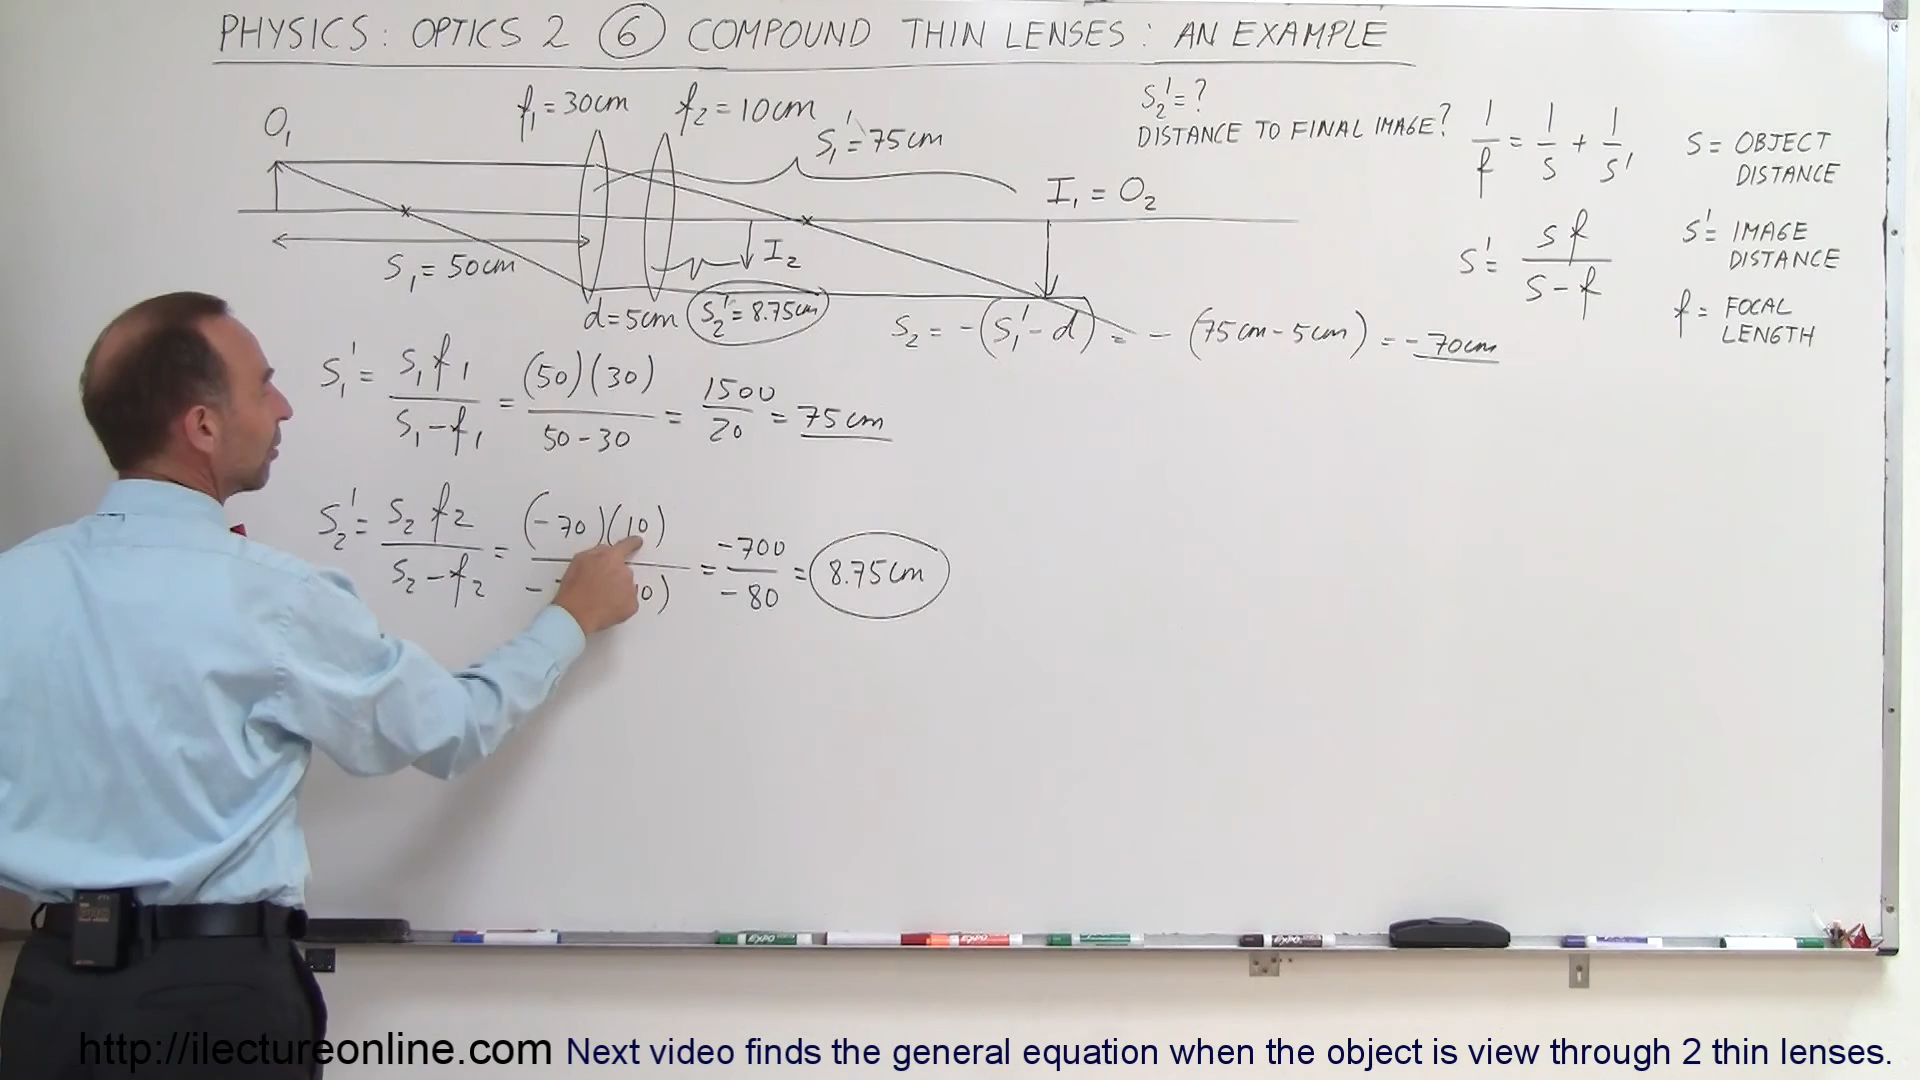 PHYSICS: OPTICS 2 ⑥ COMPOUND THIN LENSES: AN EXAMPLE
O₁
f₁ = 30cm
f₂ = 10cm
S₁' = 75cm
S₂' = ?
DISTANCE TO FINAL IMAGE?
1/f = 1/s + 1/s'
S = OBJECT
DISTANCE
I₁ = O₂
S₁ = 50cm
I₂
S' = sf/(s-f)
S' = IMAGE
DISTANCE
d = 5cm
S₂' = 8.75cm
S₂ = -(S₁' - d) = -(75cm - 5cm) = -70cm
f = FOCAL
LENGTH
S₁' = S₁f₁/(S₁-f₁) = (50)(30)/(50-30) = 1500/20 = 75cm
S₂' = S₂f₂/(S₂-f₂) = (-70)(10)/ = -700/-80 = 8.75cm
EXPO
EXPO
EXPO
http://ilectureonline.com Next video finds the general equation when the object is view through 2 thin lenses.